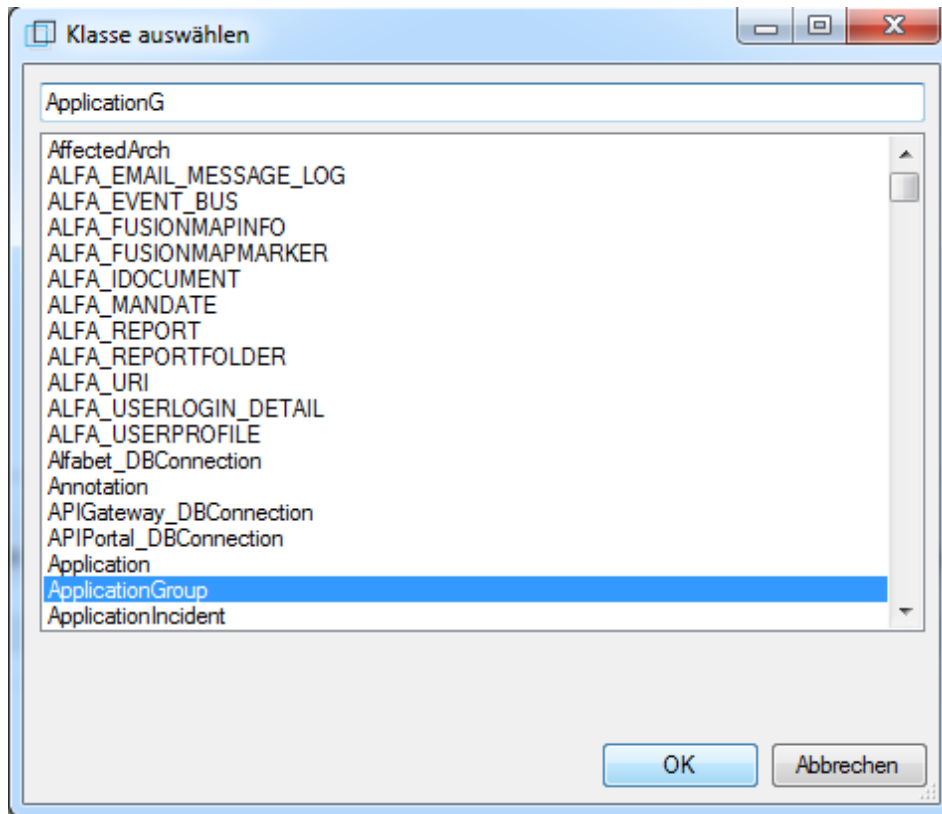 Klasse auswählen
ApplicationG
AffectedArch
ALFA_EMAIL_MESSAGE_LOG
ALFA_EVENT_BUS
ALFA_FUSIONMAPINFO
ALFA_FUSIONMAPMARKER
ALFA_IDOCUMENT
ALFA_MANDATE
ALFA_REPORT
ALFA_REPORTFOLDER
ALFA_URI
ALFA_USERLOGIN_DETAIL
ALFA_USERPROFILE
Alfabet_DBConnection
Annotation
APIGateway_DBConnection
APIPortal_DBConnection
Application
ApplicationGroup
ApplicationIncident
OK Abbrechen